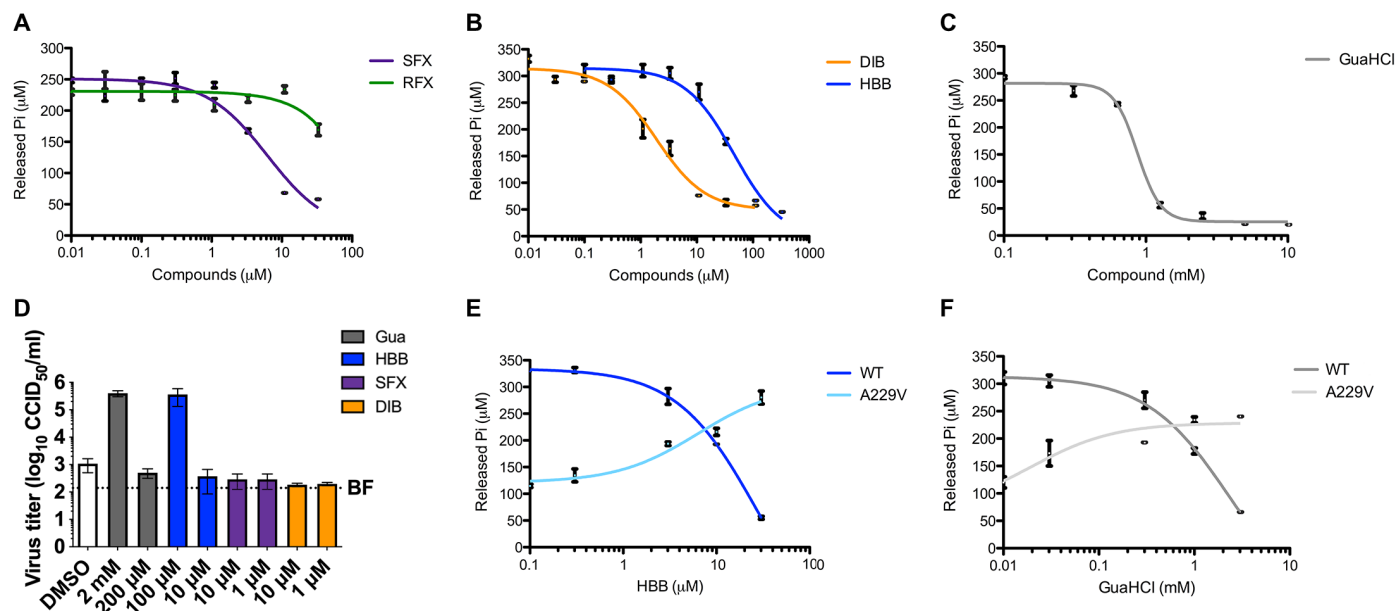 A
300
250
200
150
100
50
0
Released Pi (μM)
0.01
0.1
1
10
100
Compounds (μM)
SFX
RFX
B
350
300
250
200
150
100
50
0
Released Pi (μM)
0.01
0.1
1
10
100
1000
Compounds (μM)
DIB
HBB
C
350
300
250
200
150
100
50
0
Released Pi (μM)
0.1
1
10
Compound (mM)
GuaHCl
D
Gua
HBB
SFX
DIB
6
5
4
3
2
1
0
Virus titer (log10 CCID50/ml)
BF
DMSO
2 mM
200 μM
100 μM
10 μM
10 μM
1 μM
10 μM
1 μM
E
350
300
250
200
150
100
50
0
Released Pi (μM)
0.1
1
10
100
HBB
(μM)
WT
A229V
F
350
300
250
200
150
100
50
0
Released Pi (μM)
0.01
0.1
1
10
GuaHCl (mM)
WT
A229V